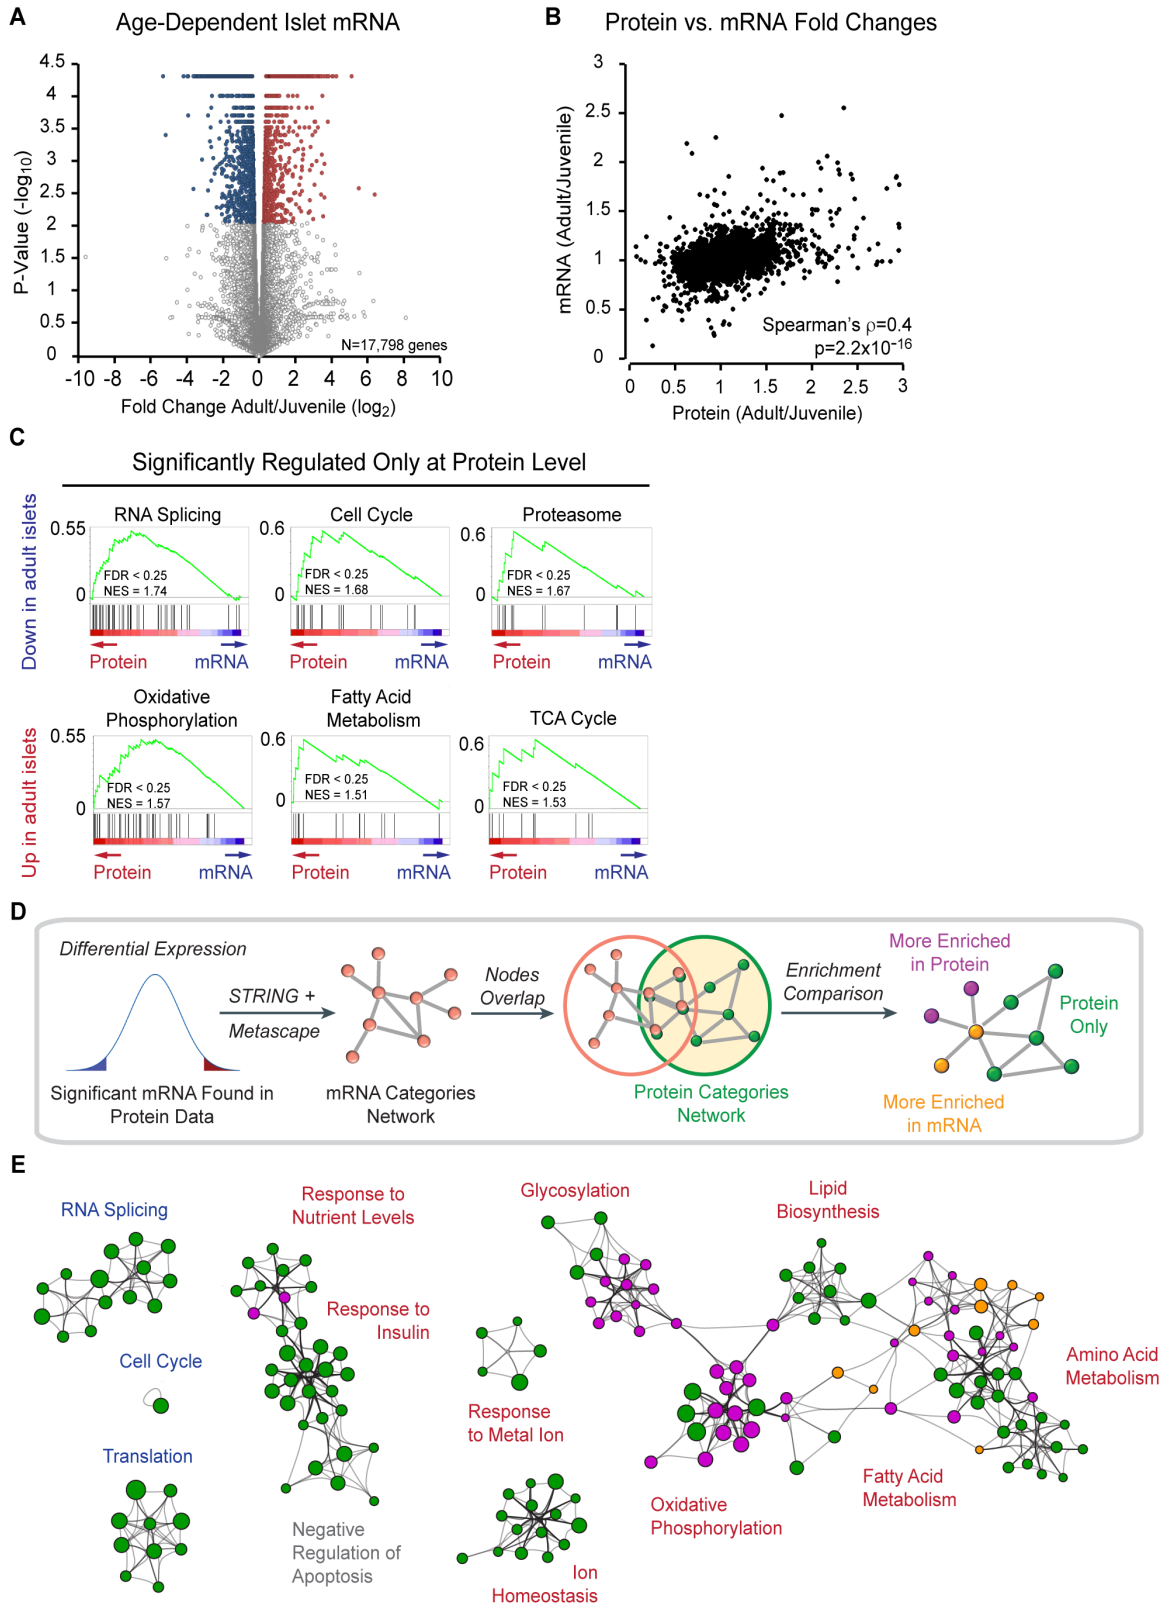 A
Age-Dependent Islet mRNA
P-Value (-log10)
4.5
4
3.5
3
2.5
2
1.5
1
0.5
0
N=17,798 genes
-10 -8 -6 -4 -2 0 2 4 6 8 10
Fold Change Adult/Juvenile (log2)
B
Protein vs. mRNA Fold Changes
mRNA (Adult/Juvenile)
3
2.5
2
1.5
1
0.5
0
Spearman's ρ=0.4
p=2.2x10−16
0 0.5 1 1.5 2 2.5 3
Protein (Adult/Juvenile)
C
Significantly Regulated Only at Protein Level
Down in adult islets
RNA Splicing
0.55
FDR < 0.25
NES = 1.74
0
Protein mRNA
Cell Cycle
0.6
FDR < 0.25
NES = 1.68
0
Protein mRNA
Proteasome
0.6
FDR < 0.25
NES = 1.67
0
Protein mRNA
Up in adult islets
Oxidative
Phosphorylation
0.55
FDR < 0.25
NES = 1.57
0
Protein mRNA
Fatty Acid
Metabolism
0.6
FDR < 0.25
NES = 1.51
0
Protein mRNA
TCA Cycle
0.6
FDR < 0.25
NES = 1.53
0
Protein mRNA
D
Differential Expression
Significant mRNA Found in
Protein Data
STRING +
Metascape
mRNA Categories
Network
Nodes
Overlap
Protein Categories
Network
Enrichment
Comparison
More Enriched
in Protein
Protein
Only
More Enriched
in mRNA
E
RNA Splicing
Cell Cycle
Translation
Response to
Nutrient Levels
Response to
Insulin
Negative
Regulation of
Apoptosis
Glycosylation
Response
to Metal Ion
Ion
Homeostasis
Lipid
Biosynthesis
Oxidative
Phosphorylation
Fatty Acid
Metabolism
Amino Acid
Metabolism